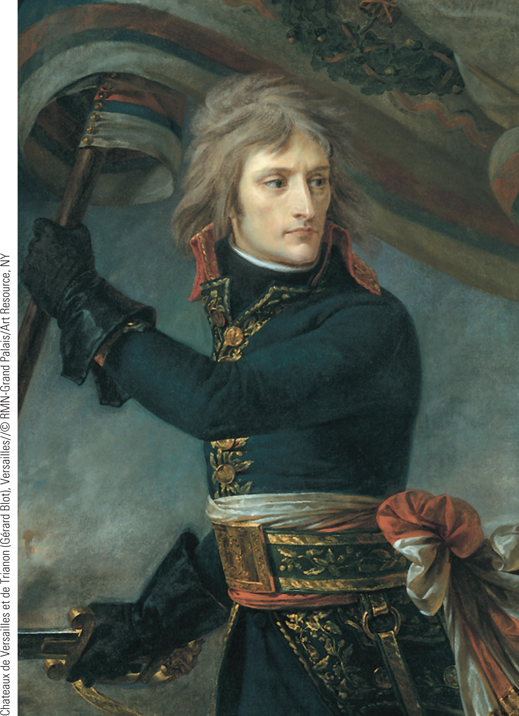 Chateaux de Versailles et de Trianon (Gérard Blot), Versailles//© RMN-Grand Palais/Art Resource, NY